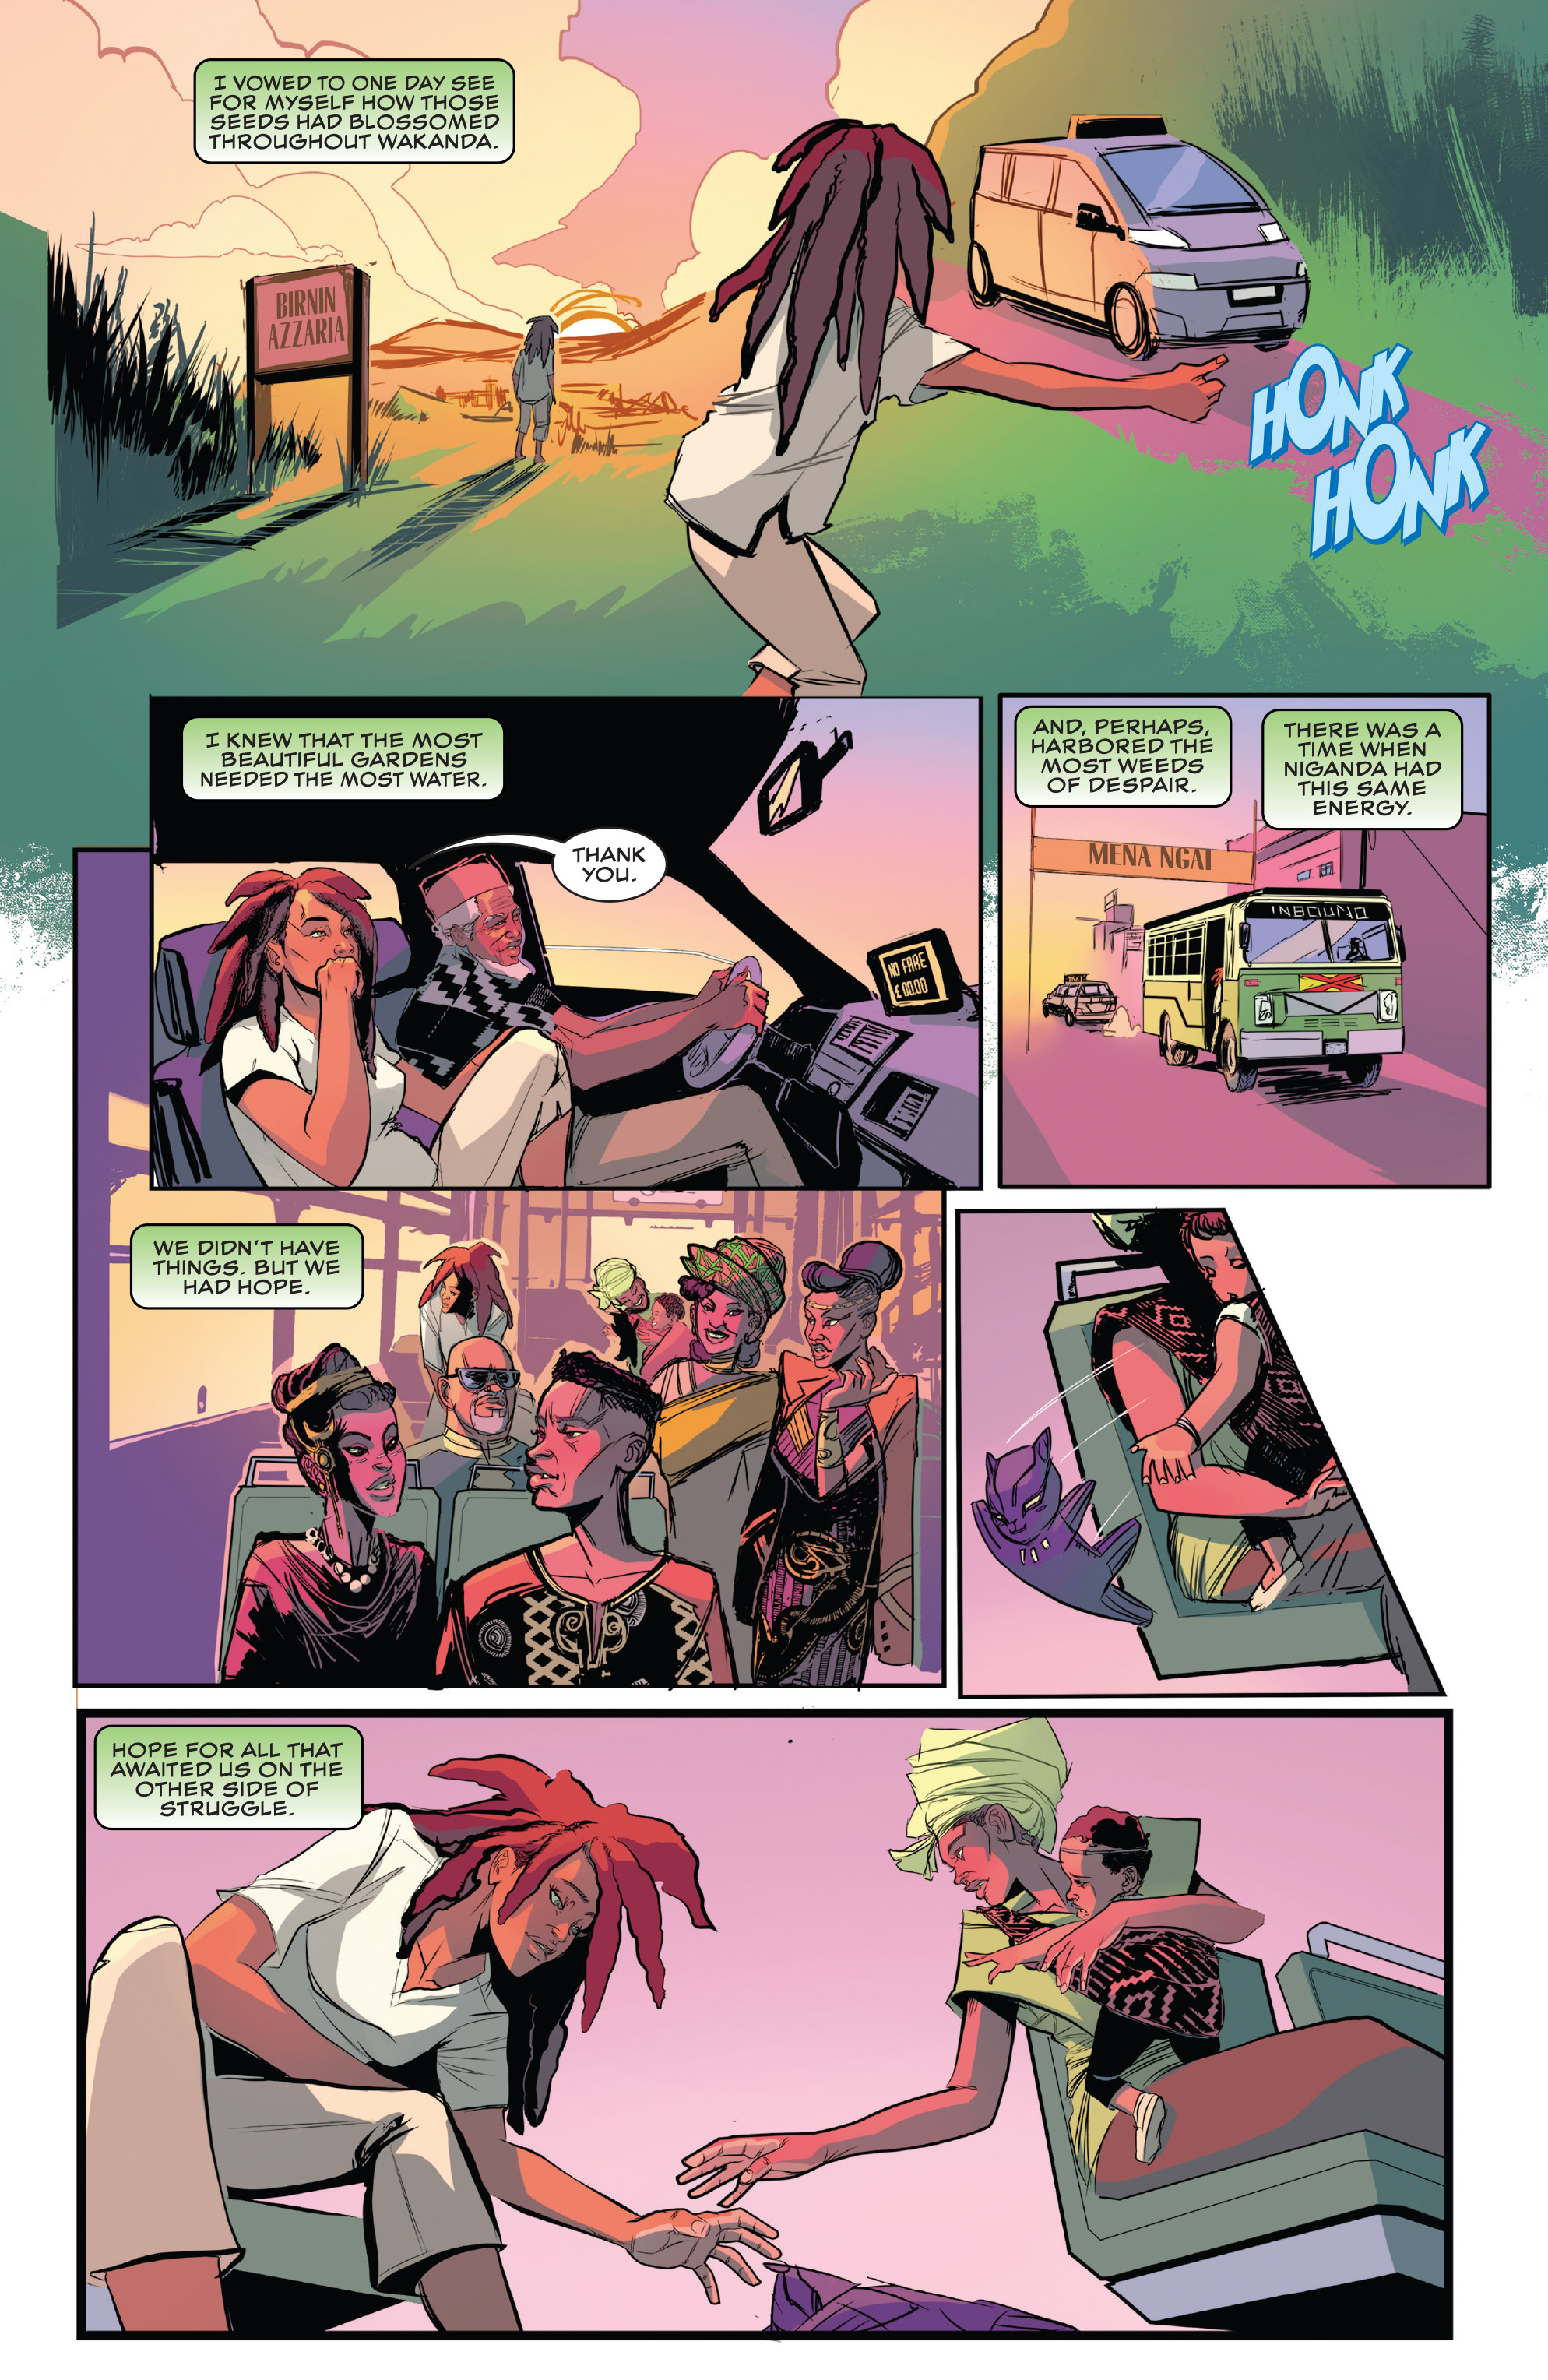 I VOWED TO ONE DAY SEE
FOR MYSELF HOW THOSE
SEEDS HAD BLOSSOMED
THROUGHOUT WAKANDA.
BIRNIN
AZZARIA
HONK
HONK
I KNEW THAT THE MOST
BEAUTIFUL GARDENS
NEEDED THE MOST WATER.
THANK
YOU.
NO FARE
£ 00.00
AND, PERHAPS,
HARBORED THE
MOST WEEDS
OF DESPAIR.
THERE WAS A
TIME WHEN
NIGANDA HAD
THIS SAME
ENERGY.
MENA NGAI
INBOUND
TAXI
WE DIDN'T HAVE
THINGS. BUT WE
HAD HOPE.
HOPE FOR ALL THAT
AWAITED US ON THE
OTHER SIDE OF
STRUGGLE.